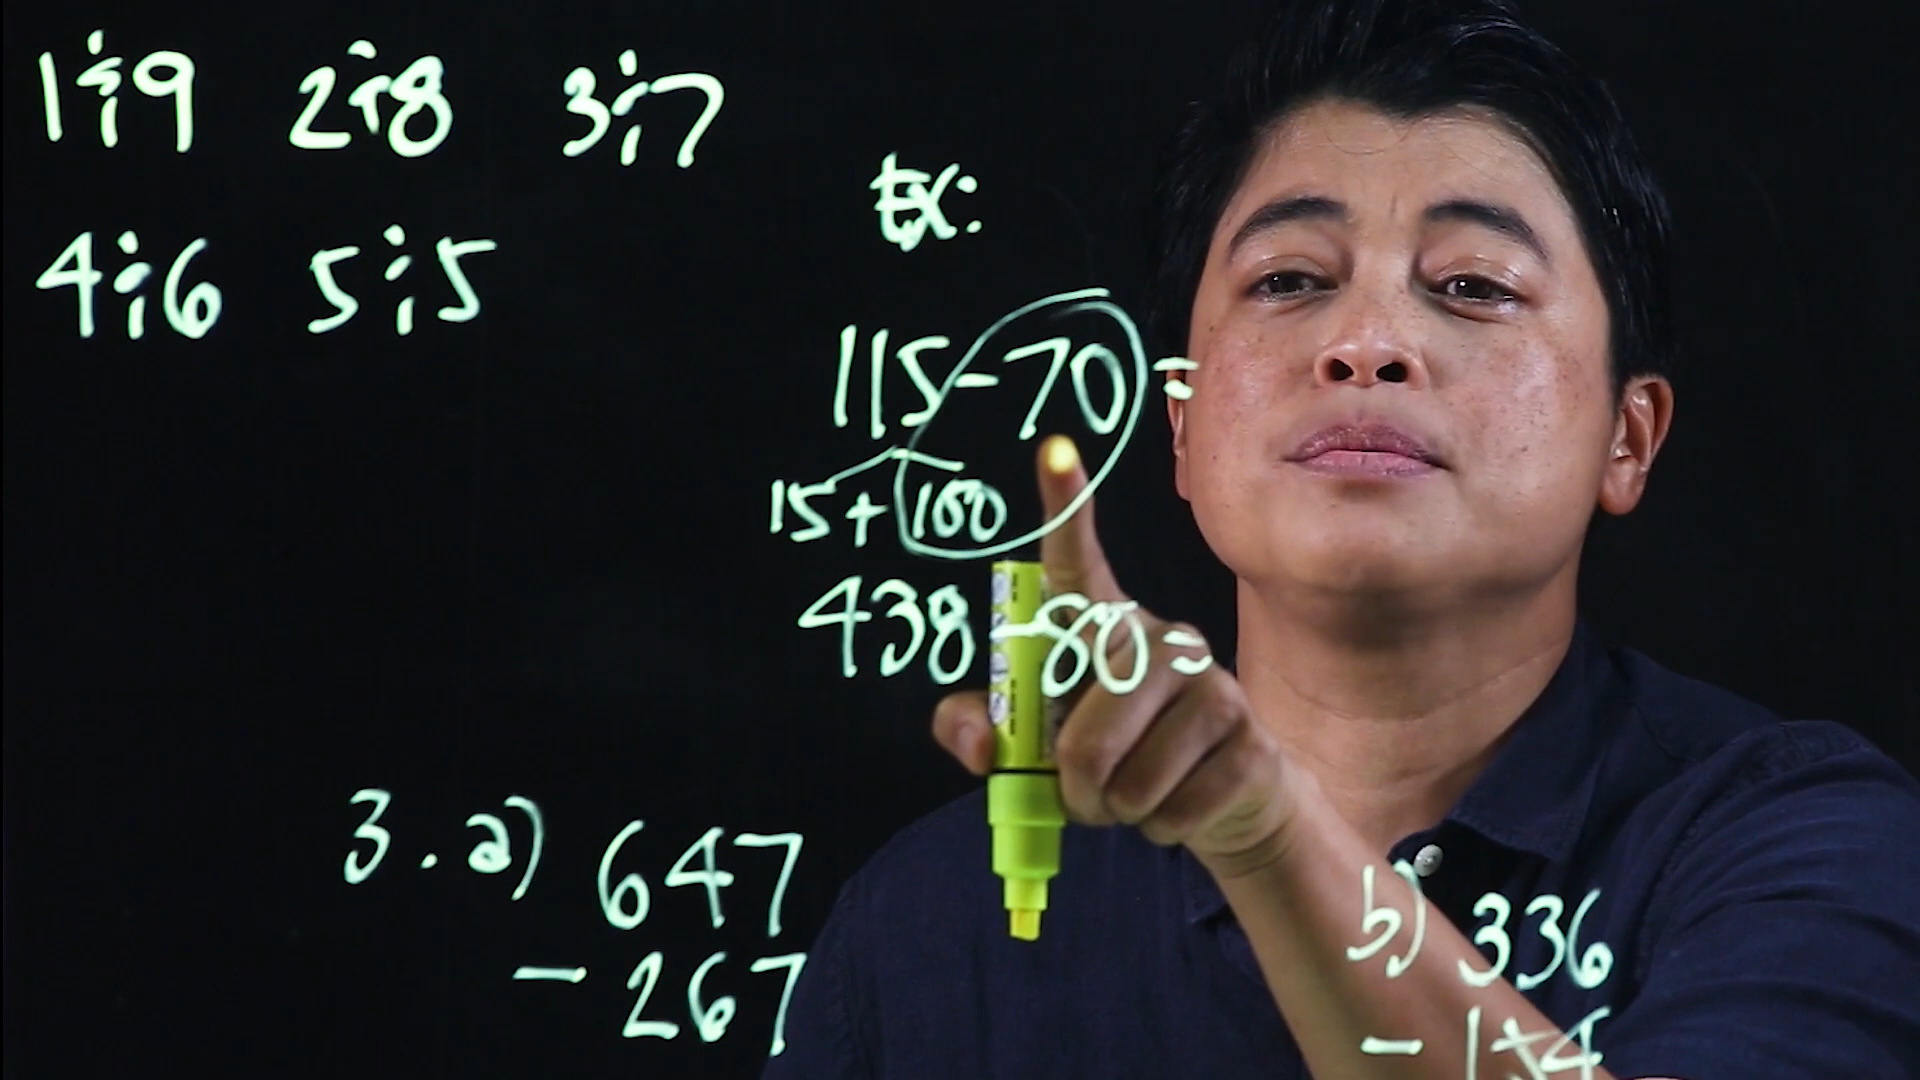 1 ; 9 2 ; 8 3 ; 7
4 ; 6 5 ; 5
Ex:
115 - 70 =
15 + 100
438 - 80 =
3. a) 647
- 267
b) 336